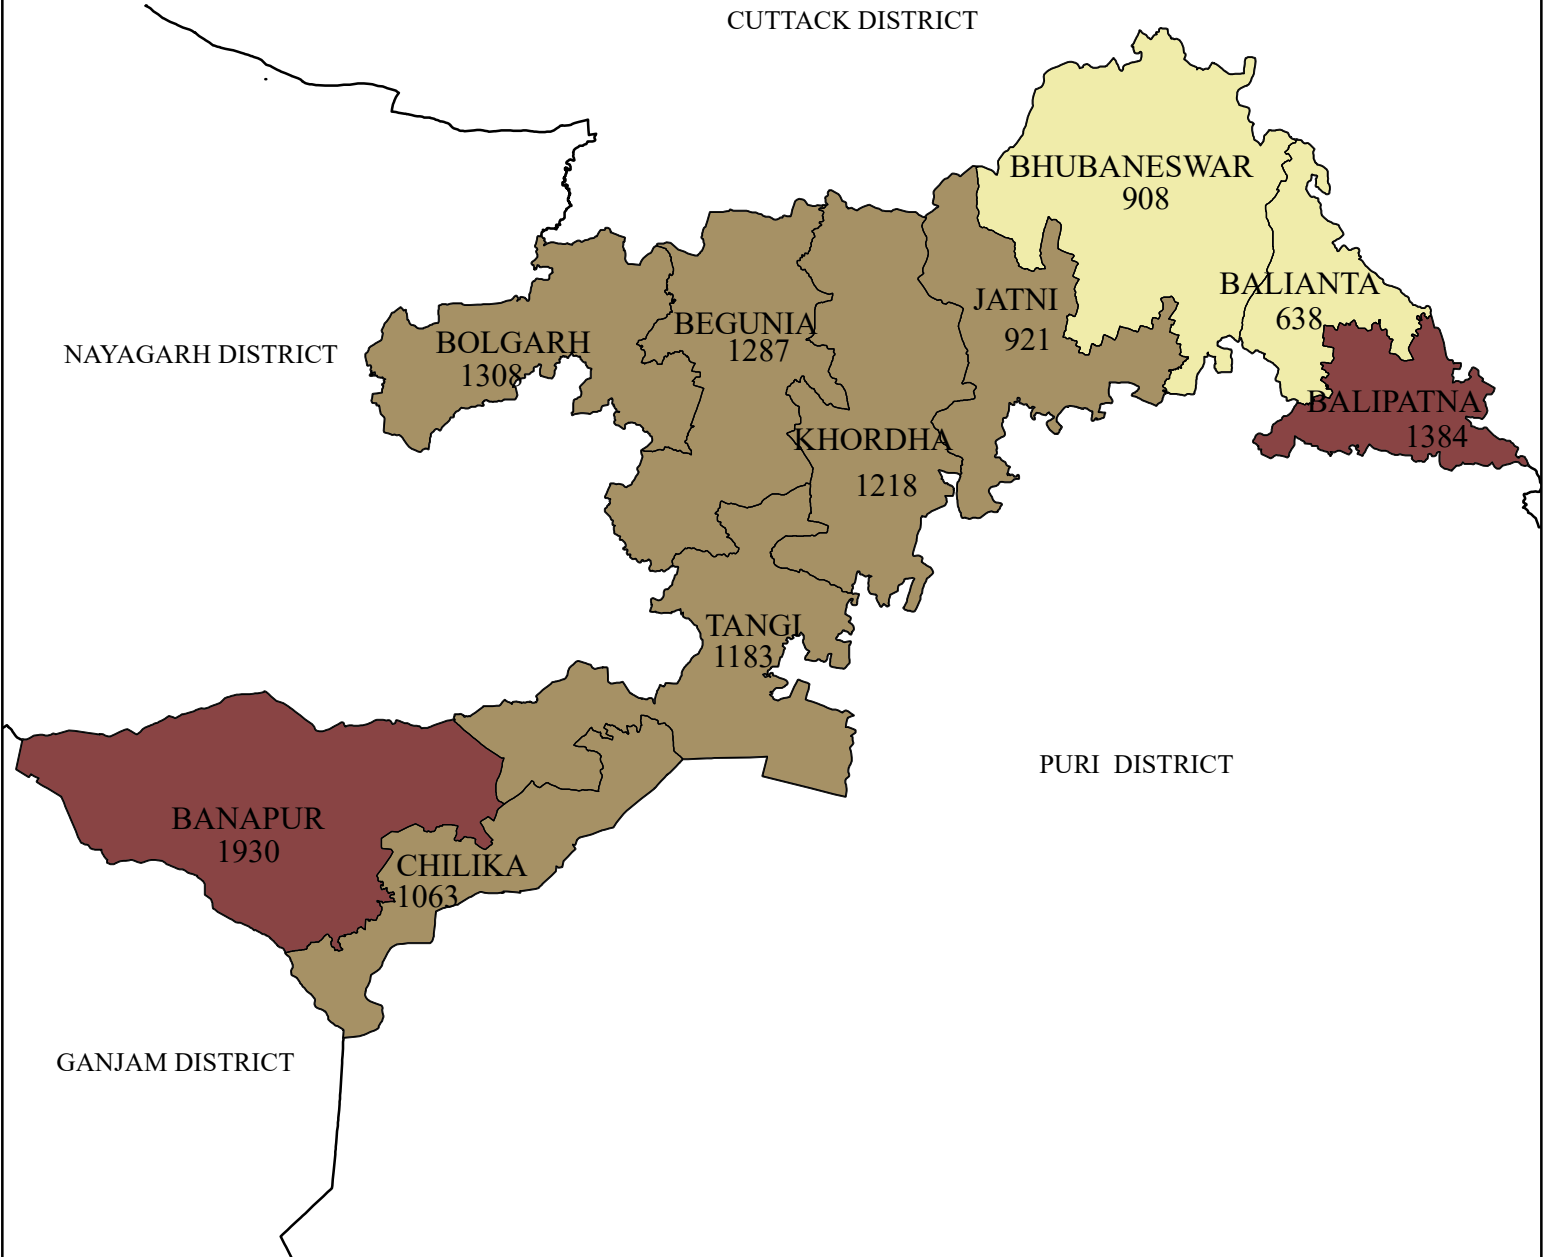 CUTTACK DISTRICT
BHUBANESWAR
908
BALIANTA
638
JATNI
921
BEGUNIA
1287
BOLGARH
1308
NAYAGARH DISTRICT
BALIPATNA
1384
KHORDHA
1218
TANGI
1183
PURI DISTRICT
BANAPUR
1930
CHILIKA
1063
GANJAM DISTRICT